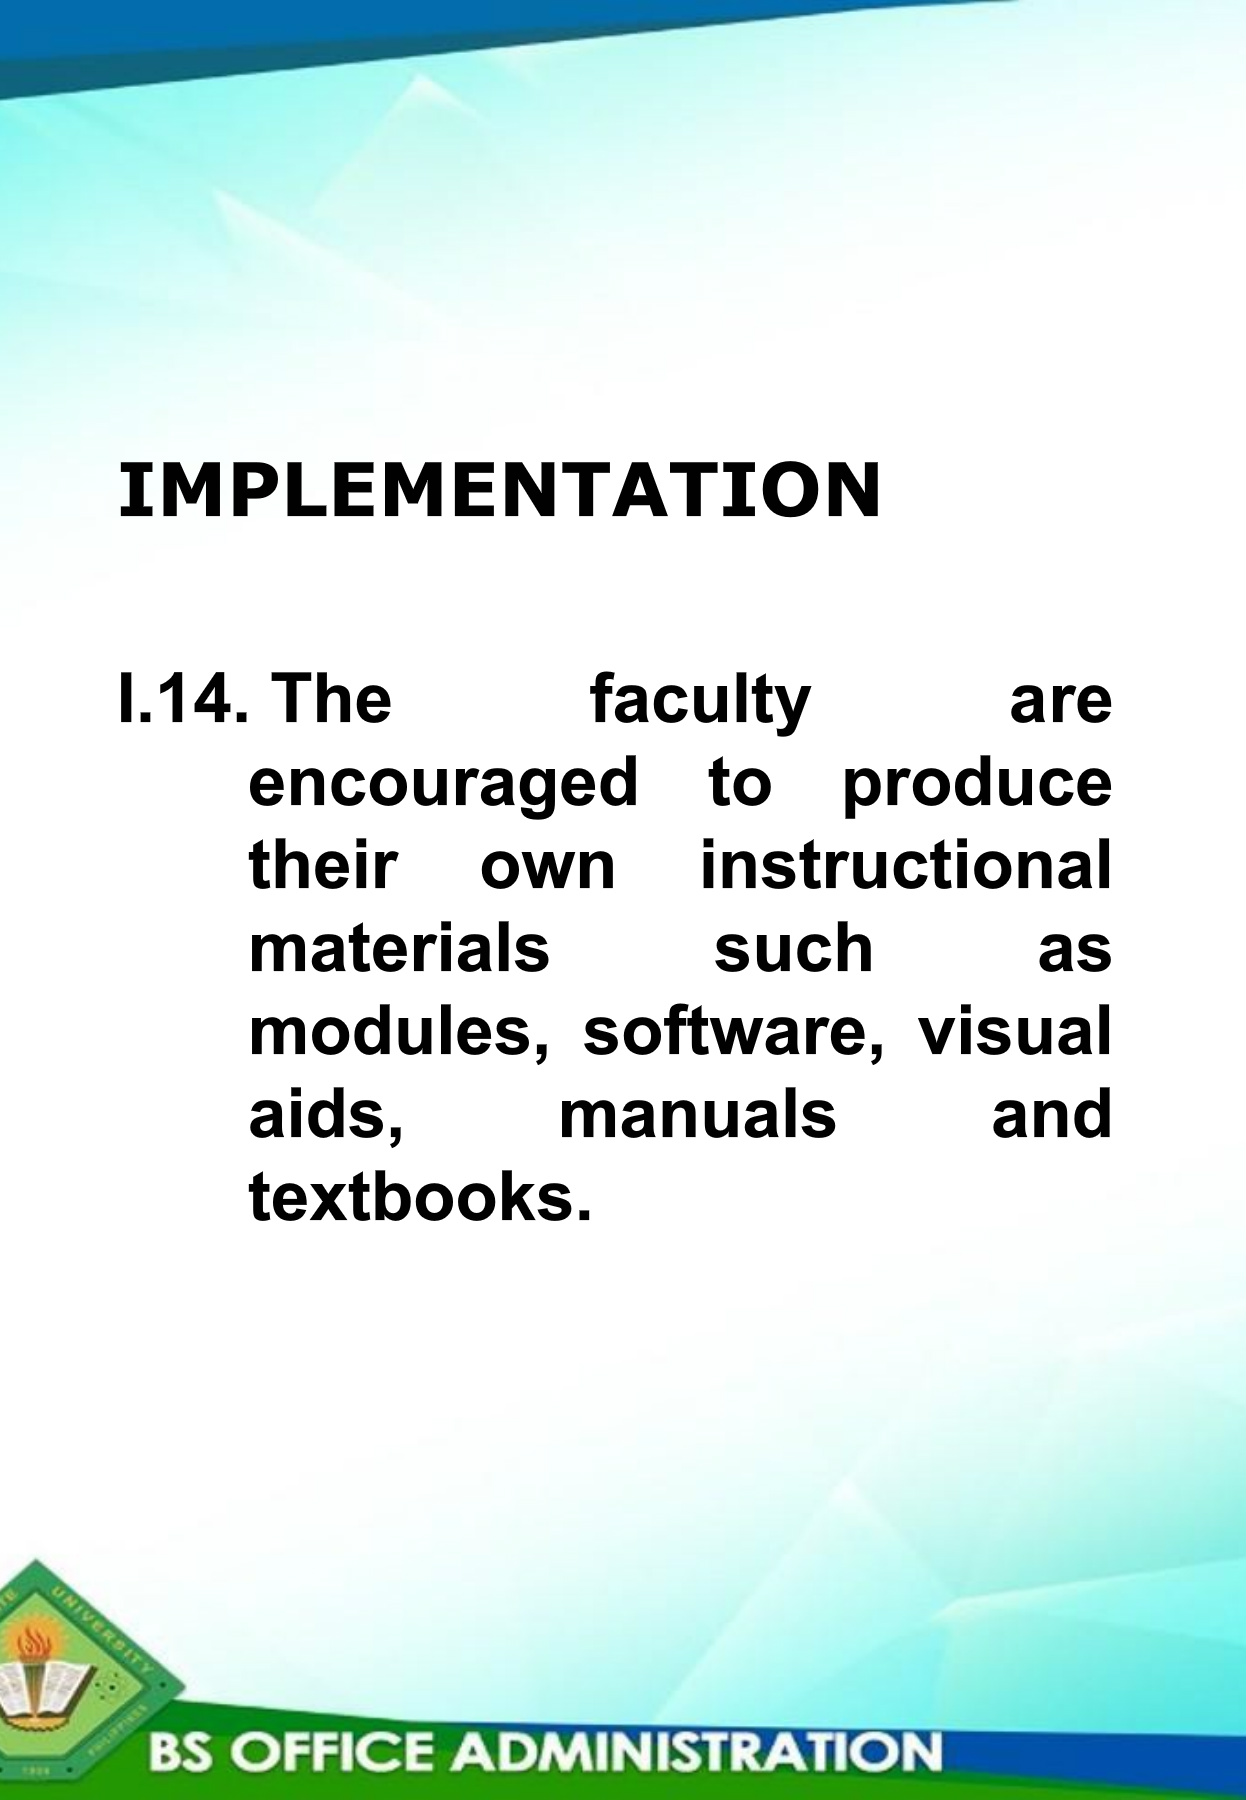 IMPLEMENTATION
I.14. The faculty are
encouraged to produce
their own instructional
materials such as
modules, software, visual
aids, manuals and
textbooks.
UNIVERSITY
PHILIPPINES
BS OFFICE ADMINISTRATION